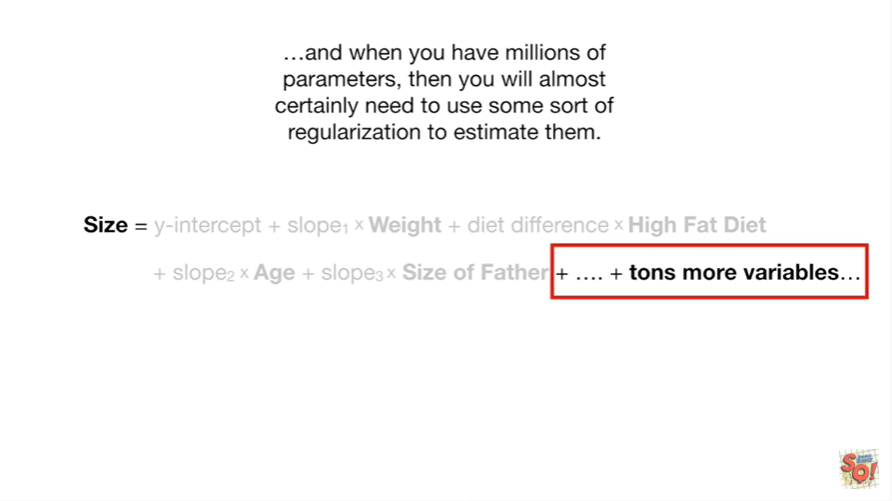 …and when you have millions of
parameters, then you will almost
certainly need to use some sort of
regularization to estimate them.
Size = y-intercept + slope₁ x Weight + diet difference x High Fat Diet
+ slope₂ x Age + slope₃ x Size of Father + …. + tons more variables…
SO!